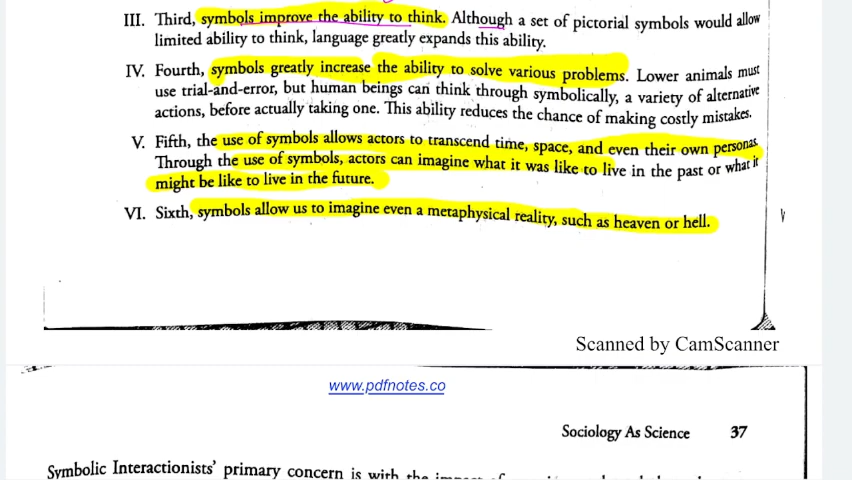 III. Third, symbols improve the ability to think. Although a set of pictorial symbols would allow
limited ability to think, language greatly expands this ability.
IV. Fourth, symbols greatly increase the ability to solve various problems. Lower animals must
use trial-and-error, but human beings can think through symbolically, a variety of alternative
actions, before actually taking one. This ability reduces the chance of making costly mistakes.
V. Fifth, the use of symbols allows actors to transcend time, space, and even their own personas.
Through the use of symbols, actors can imagine what it was like to live in the past or what it
might be like to live in the future.
VI. Sixth, symbols allow us to imagine even a metaphysical reality, such as heaven or hell.
Scanned by CamScanner
www.pdfnotes.co
Sociology As Science 37
Symbolic Interactionists' primary concern is with the